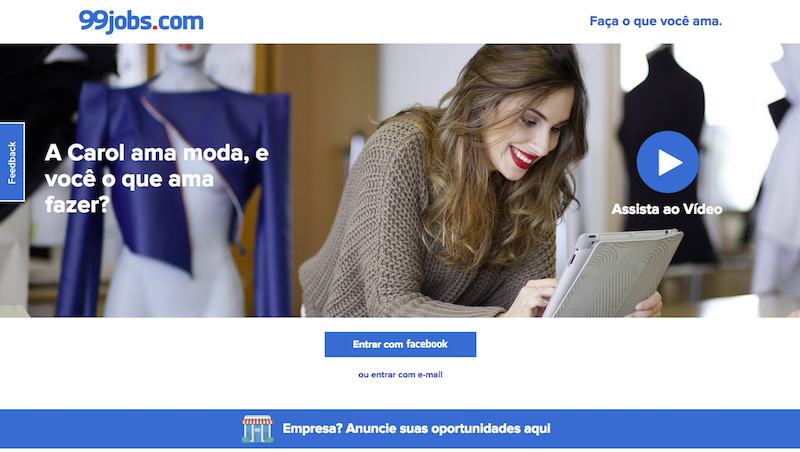 99jobs.com
Faça o que você ama.
Feedback
A Carol ama moda, e
você o que ama
fazer?
Assista ao Vídeo
Entrar com facebook
ou entrar com e-mail
Empresa? Anuncie suas oportunidades aqui